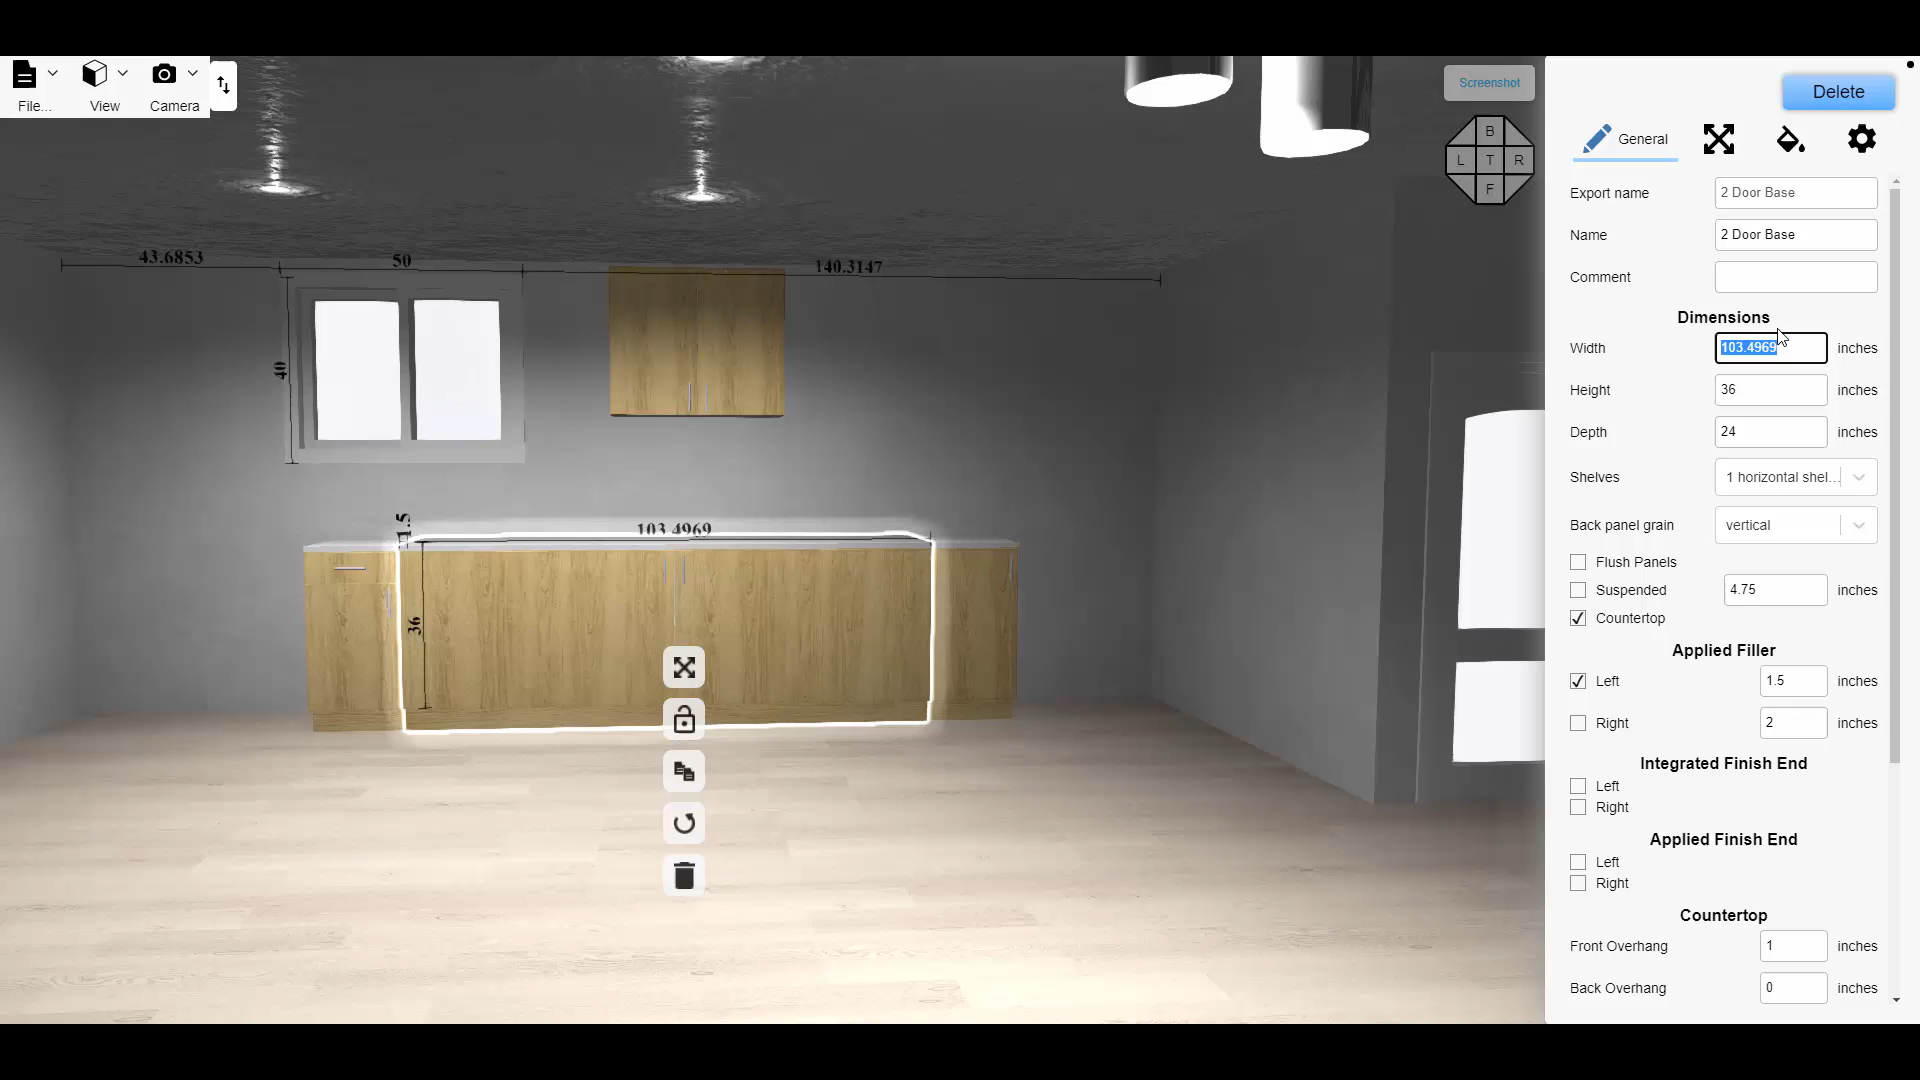 File...
View
Camera
Screenshot
B
L T R
F
43.6853
50
140.3147
40
1.5
103.4969
36
Delete
General
Export name 2 Door Base
Name 2 Door Base
Comment
Dimensions
Width 103.4969 inches
Height 36 inches
Depth 24 inches
Shelves 1 horizontal shel...
Back panel grain vertical
Flush Panels
Suspended 4.75 inches
Countertop
Applied Filler
Left 1.5 inches
Right 2 inches
Integrated Finish End
Left
Right
Applied Finish End
Left
Right
Countertop
Front Overhang 1 inches
Back Overhang 0 inches